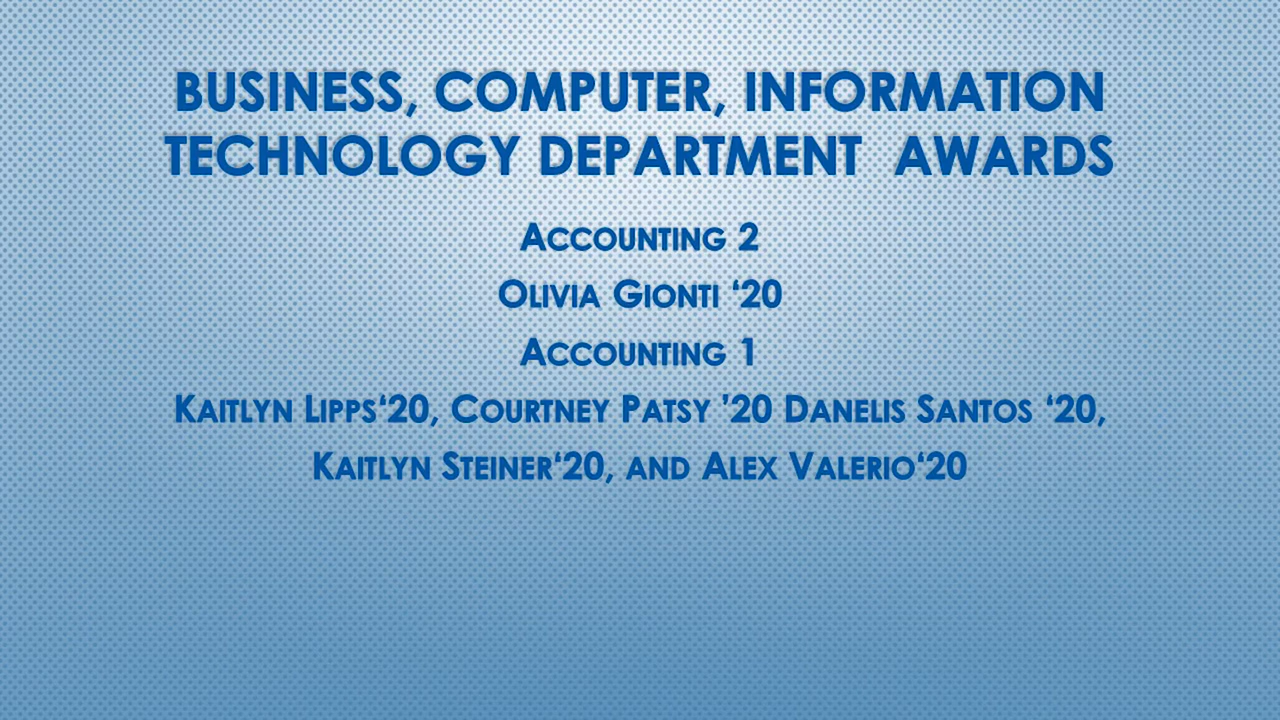 BUSINESS, COMPUTER, INFORMATION
TECHNOLOGY DEPARTMENT  AWARDS
ACCOUNTING 2
OLIVIA GIONTI ‘20
ACCOUNTING 1
KAITLYN LIPPS‘20, COURTNEY PATSY ’20 DANELIS SANTOS ‘20,
KAITLYN STEINER‘20, AND ALEX VALERIO‘20